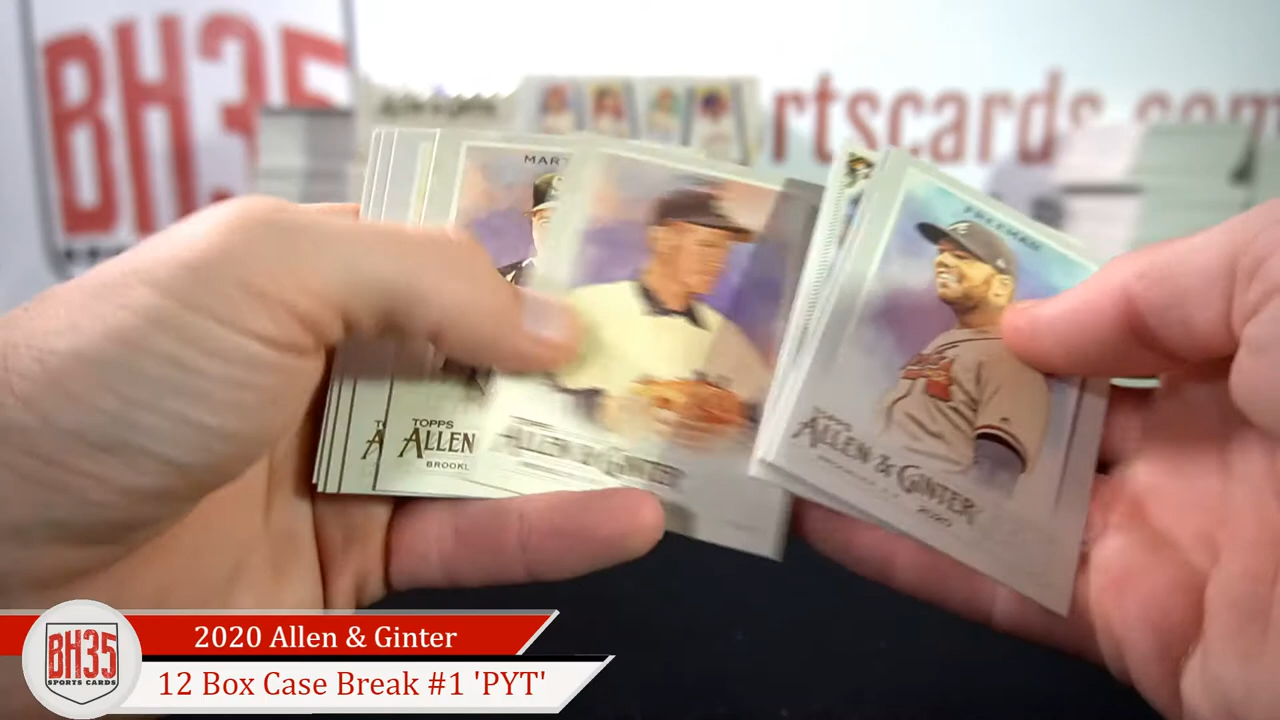 BH35
rtscards.com
MART
FREEMAN
TOPPS
ALLEN
BROOKL
ALLEN & GINTER
TOPPS
ALLEN & GINTER
2020
BH35
SPORTS CARDS
2020 Allen & Ginter
12 Box Case Break #1 'PYT'